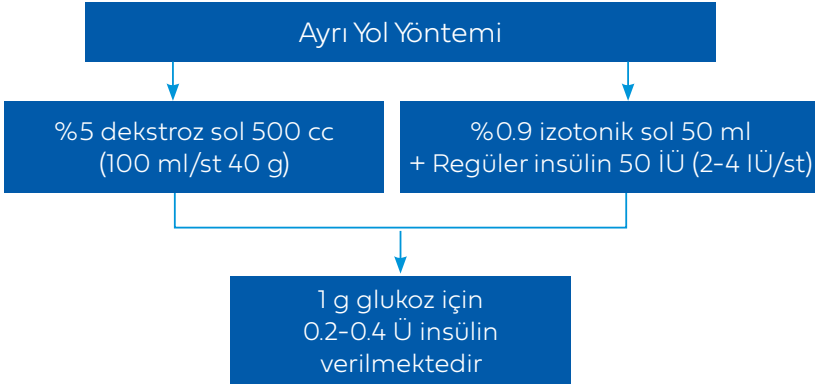 Ayrı Yol Yöntemi
%5 dekstroz sol 500 cc
(100 ml/st 40 g)
%0.9 izotonik sol 50 ml
+ Regüler insülin 50 İÜ (2-4 IÜ/st)
1 g glukoz için
0.2-0.4 Ü insülin
verilmektedir